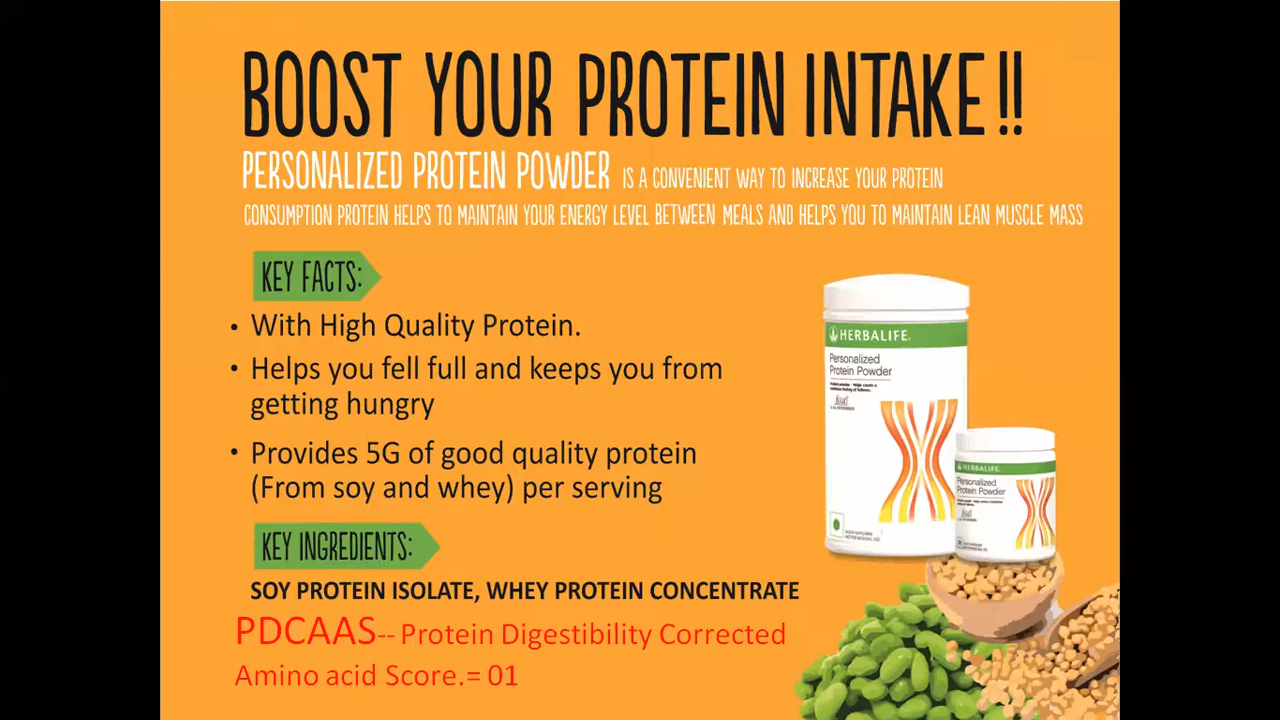 BOOST YOUR PROTEIN INTAKE!!
PERSONALIZED PROTEIN POWDER IS A CONVENIENT WAY TO INCREASE YOUR PROTEIN
CONSUMPTION PROTEIN HELPS TO MAINTAIN YOUR ENERGY LEVEL BETWEEN MEALS AND HELPS YOU TO MAINTAIN LEAN MUSCLE MASS
KEY FACTS:
• With High Quality Protein.
• Helps you fell full and keeps you from
getting hungry
• Provides 5G of good quality protein
(From soy and whey) per serving
KEY INGREDIENTS:
SOY PROTEIN ISOLATE, WHEY PROTEIN CONCENTRATE
PDCAAS-- Protein Digestibility Corrected
Amino acid Score.= 01
HERBALIFE
Personalized
Protein Powder
HERBALIFE
Personalized
Protein Powder